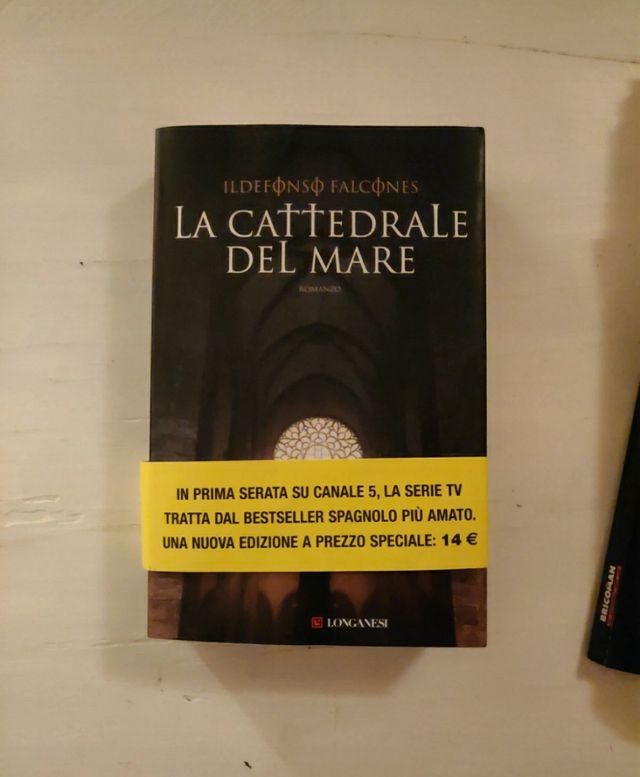 ILDEFONSO FALCONES
LA CATTEDRALE
DEL MARE
ROMANZO
IN PRIMA SERATA SU CANALE 5, LA SERIE TV
TRATTA DAL BESTSELLER SPAGNOLO PIÙ AMATO.
UNA NUOVA EDIZIONE A PREZZO SPECIALE: 14 €
LONGANESI
BRICOMAN